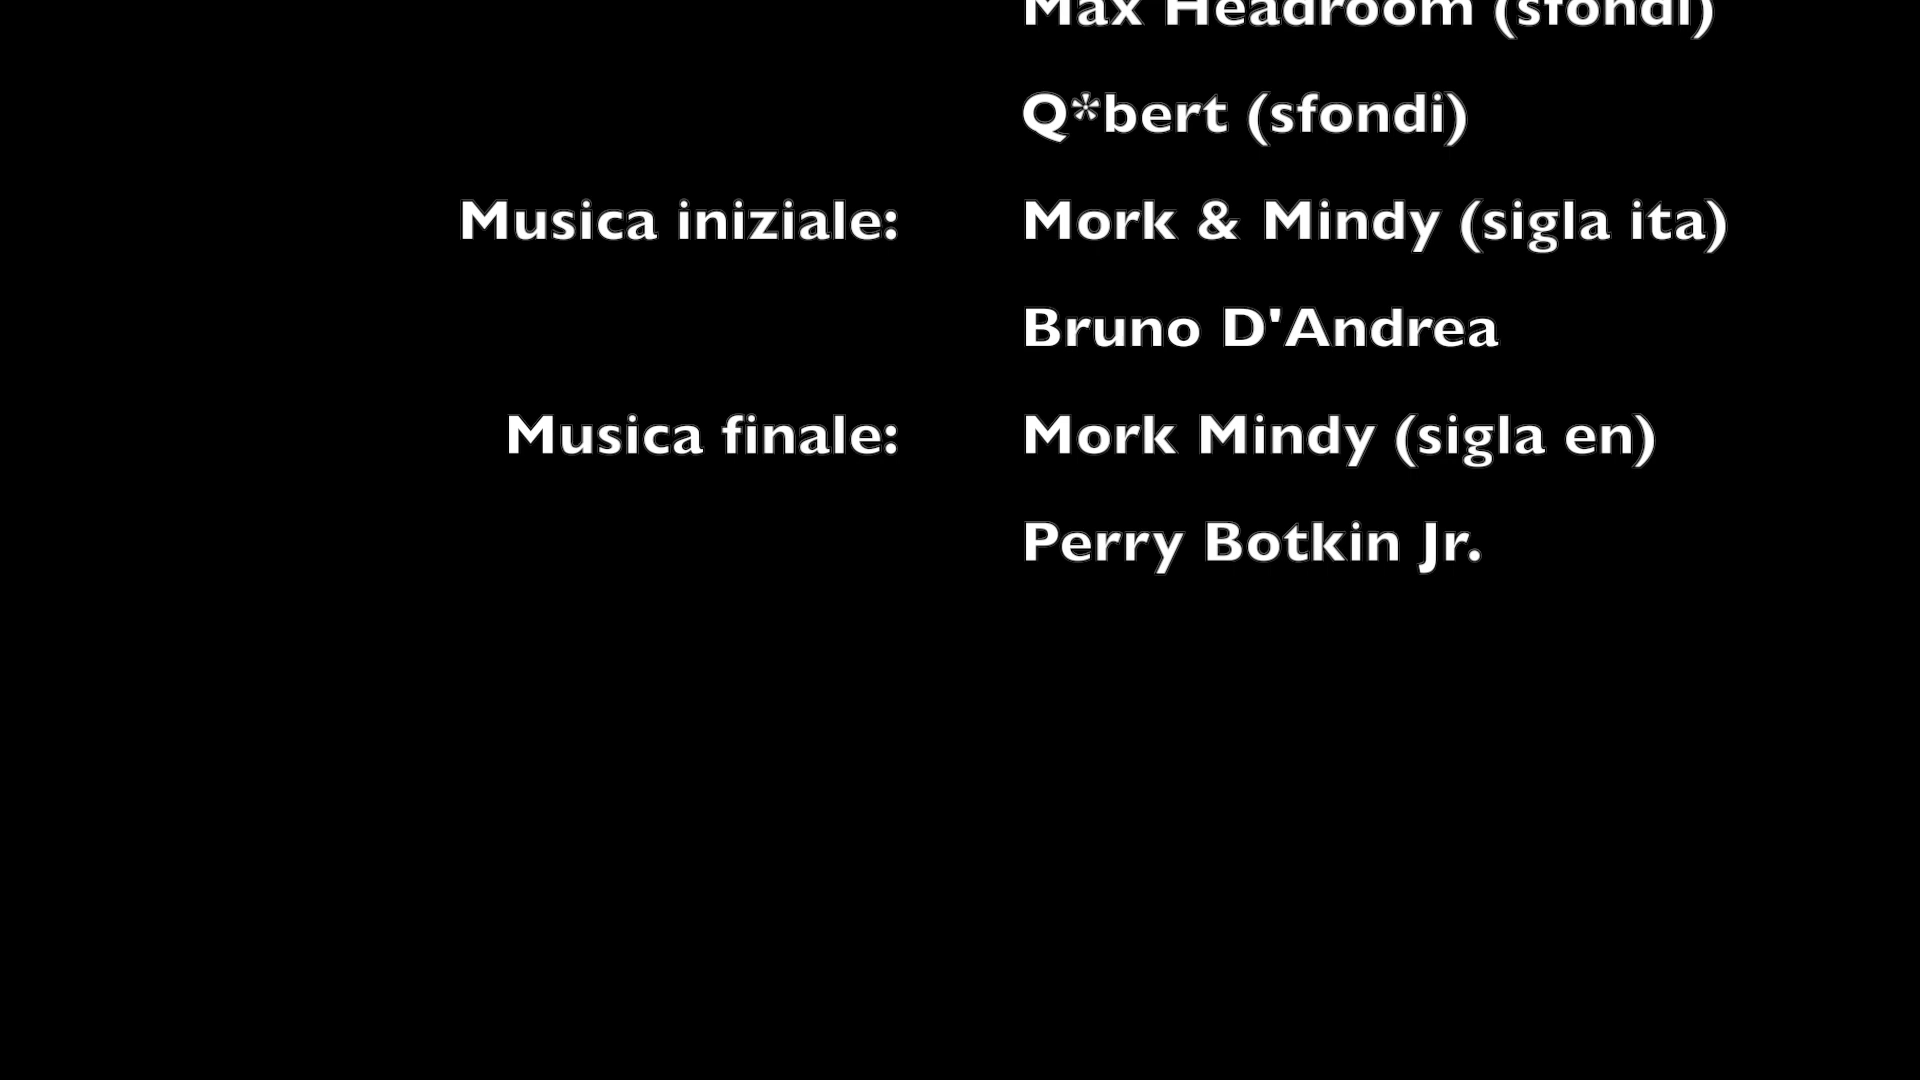 Max Headroom (sfondi)
Q*bert (sfondi)
Musica iniziale: Mork & Mindy (sigla ita)
Bruno D'Andrea
Musica finale: Mork Mindy (sigla en)
Perry Botkin Jr.